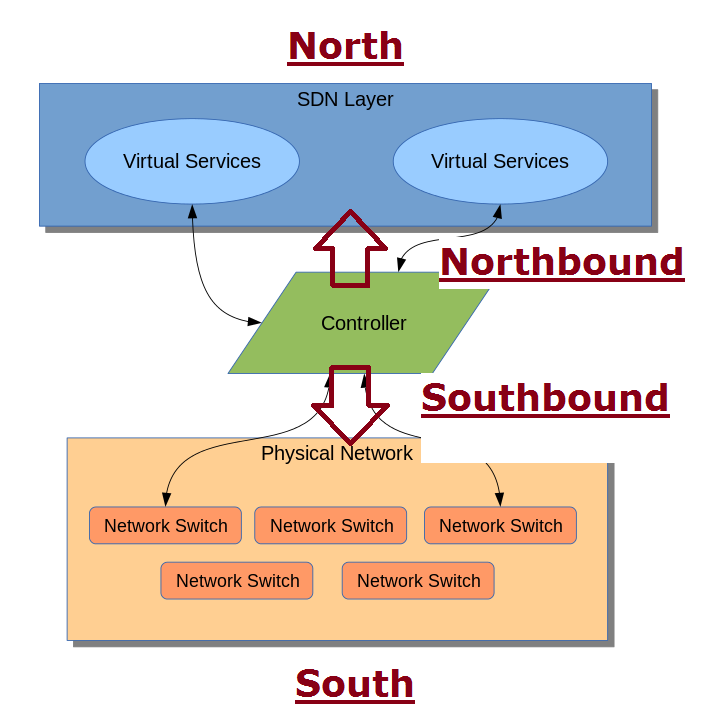 North
SDN Layer
Virtual Services Virtual Services
Northbound
Controller
Southbound
Physical Network
Network Switch Network Switch Network Switch
Network Switch Network Switch
South